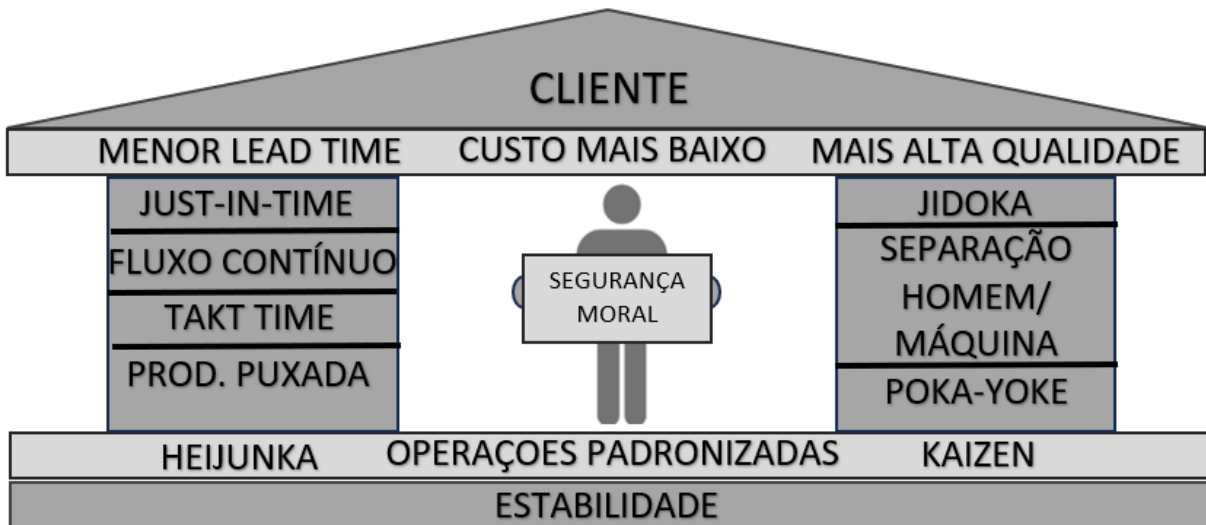 CLIENTE
MENOR LEAD TIME
CUSTO MAIS BAIXO
MAIS ALTA QUALIDADE
JUST-IN-TIME
FLUXO CONTÍNUO
TAKT TIME
PROD. PUXADA
SEGURANÇA
MORAL
JIDOKA
SEPARAÇÃO
HOMEM/
MÁQUINA
POKA-YOKE
HEIJUNKA
OPERAÇOES PADRONIZADAS
KAIZEN
ESTABILIDADE